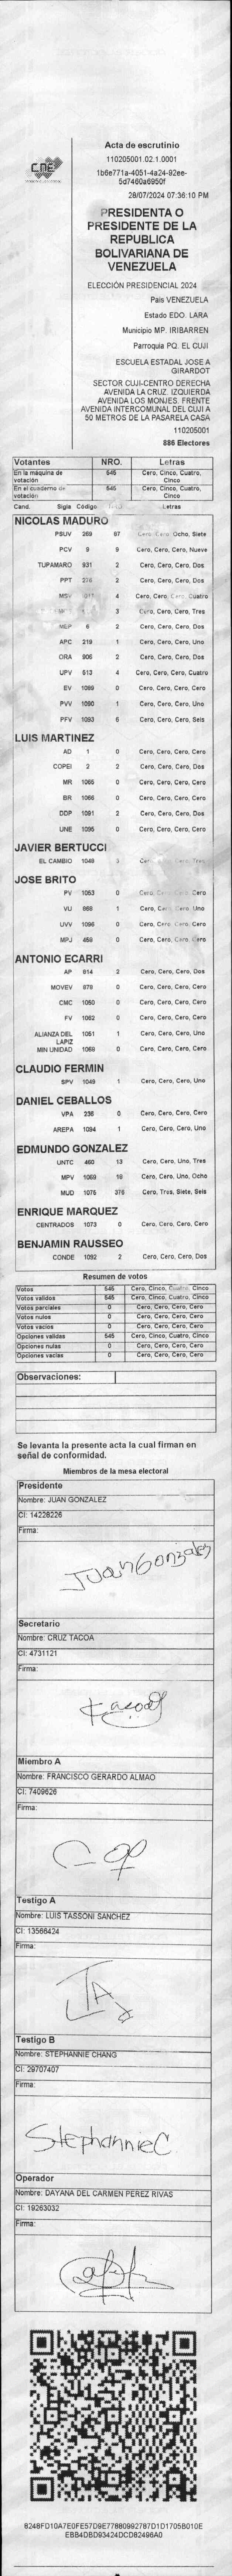 CNE
Acta de escrutinio
110205001.02.1.0001
1b6e771a-4051-4a24-92ee-
5d7460a6950f
28/07/2024 07:36:10 PM
PRESIDENTA O
PRESIDENTE DE LA
REPUBLICA
BOLIVARIANA DE
VENEZUELA
ELECCIÓN PRESIDENCIAL 2024
Pais VENEZUELA
Estado EDO. LARA
Municipio MP. IRIBARREN
Parroquia PQ. EL CUJI
ESCUELA ESTADAL JOSE A
GIRARDOT
SECTOR CUJI-CENTRO DERECHA
AVENIDA LA CRUZ. IZQUIERDA
AVENIDA LOS MONJES. FRENTE
AVENIDA INTERCOMUNAL DEL CUJI A
50 METROS DE LA PASARELA CASA
110205001
886 Electores
Votantes NRO. Letras
En la maquina de votación 545 Cero, Cinco, Cuatro, Cinco
En el cuaderno de votación 545 Cero, Cinco, Cuatro, Cinco
Cand. Sigla Código Letras
NICOLAS MADURO
PSUV 269 87 Cero, Cero, Ocho, Siete
PCV 9 9 Cero, Cero, Cero, Nueve
TUPAMARO 931 2 Cero, Cero, Cero, Dos
PPT 276 2 Cero, Cero, Cero, Dos
MSV 4 Cero, Cero, Cero, Cuatro
3 Cero, Cero, Cero, Tres
MEP 6 2 Cero, Cero, Cero, Dos
APC 219 1 Cero, Cero, Cero, Uno
ORA 906 2 Cero, Cero, Cero, Dos
UPV 513 4 Cero, Cero, Cero, Cuatro
EV 1089 0 Cero, Cero, Cero, Cero
PVV 1090 1 Cero, Cero, Cero, Uno
PFV 1093 6 Cero, Cero, Cero, Seis
LUIS MARTINEZ
AD 1 0 Cero, Cero, Cero, Cero
COPEI 2 2 Cero, Cero, Cero, Dos
MR 1065 0 Cero, Cero, Cero, Cero
BR 1066 0 Cero, Cero, Cero, Cero
DDP 1091 2 Cero, Cero, Cero, Dos
UNE 1095 0 Cero, Cero, Cero, Cero
JAVIER BERTUCCI
EL CAMBIO 1048 3 Cero, Cero, Cero, Tres
JOSE BRITO
PV 1053 0 Cero, Cero, Cero, Cero
VU 868 1 Cero, Cero, Cero, Uno
UVV 1096 0 Cero, Cero, Cero, Cero
MPJ 458 0 Cero, Cero, Cero, Cero
ANTONIO ECARRI
AP 814 2 Cero, Cero, Cero, Dos
MOVEV 878 0 Cero, Cero, Cero, Cero
CMC 1050 0 Cero, Cero, Cero, Cero
FV 1062 0 Cero, Cero, Cero, Cero
ALIANZA DEL LAPIZ 1051 1 Cero, Cero, Cero, Uno
MIN UNIDAD 1068 0 Cero, Cero, Cero, Cero
CLAUDIO FERMIN
SPV 1049 1 Cero, Cero, Cero, Uno
DANIEL CEBALLOS
VPA 236 0 Cero, Cero, Cero, Cero
AREPA 1094 1 Cero, Cero, Cero, Uno
EDMUNDO GONZALEZ
UNTC 460 13 Cero, Cero, Uno, Tres
MPV 1069 18 Cero, Cero, Uno, Ocho
MUD 1075 376 Cero, Tres, Siete, Seis
ENRIQUE MARQUEZ
CENTRADOS 1073 0 Cero, Cero, Cero, Cero
BENJAMIN RAUSSEO
CONDE 1092 2 Cero, Cero, Cero, Dos
Resumen de votos
Votos 545 Cero, Cinco, Cuatro, Cinco
Votos validos 545 Cero, Cinco, Cuatro, Cinco
Votos parciales 0 Cero, Cero, Cero, Cero
Votos nulos 0 Cero, Cero, Cero, Cero
Votos vacios 0 Cero, Cero, Cero, Cero
Opciones validas 545 Cero, Cinco, Cuatro, Cinco
Opciones nulas 0 Cero, Cero, Cero, Cero
Opciones vacias 0 Cero, Cero, Cero, Cero
Observaciones:
Se levanta la presente acta la cual firman en
señal de conformidad.
Miembros de la mesa electoral
Presidente
Nombre: JUAN GONZALEZ
CI: 14228226
Firma:
Juan Gonzales
Secretario
Nombre: CRUZ TACOA
CI: 4731121
Firma:
Miembro A
Nombre: FRANCISCO GERARDO ALMAO
CI: 7409626
Firma:
Testigo A
Nombre: LUIS TASSONI SANCHEZ
CI: 13566424
Firma:
Testigo B
Nombre: STEPHANNIE CHANG
CI: 29707407
Firma:
StephannieC
Operador
Nombre: DAYANA DEL CARMEN PEREZ RIVAS
CI: 19263032
Firma:
8248FD10A7E0FE57D9E77880992787D1D1705B010E
EBB4DBD93424DCD82496A0